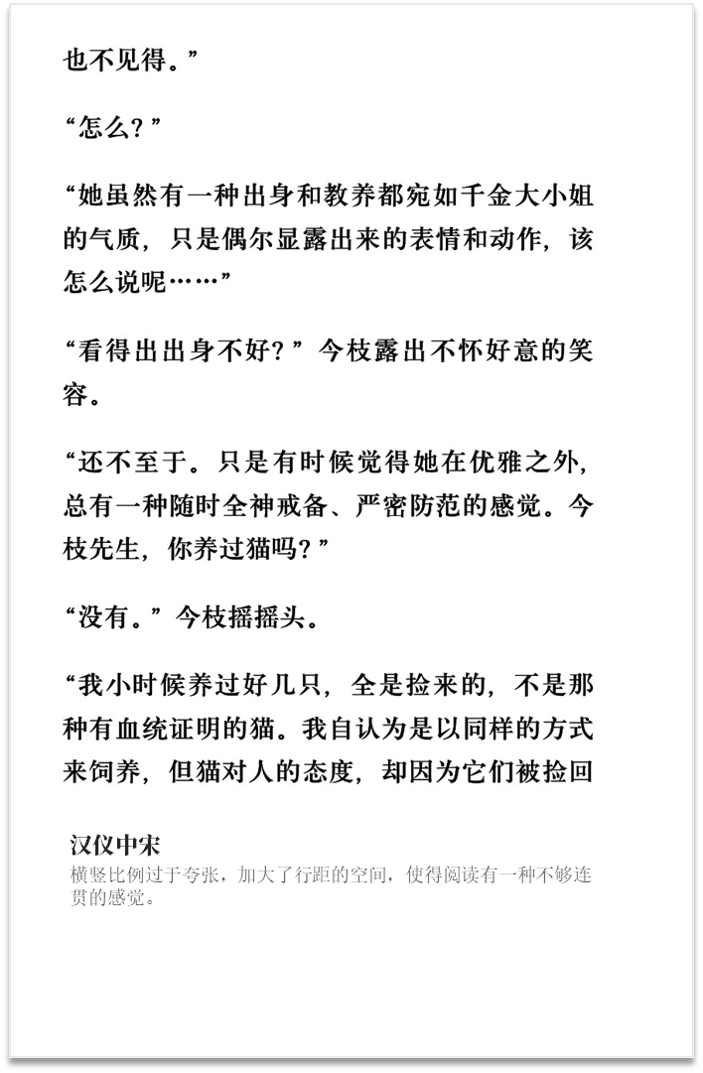 也不见得。”
“怎么？”
“她虽然有一种出身和教养都宛如千金大小姐
的气质，只是偶尔显露出来的表情和动作，该
怎么说呢……”
“看得出出身不好？”今枝露出不怀好意的笑
容。
“还不至于。只是有时候觉得她在优雅之外，
总有一种随时全神戒备、严密防范的感觉。今
枝先生，你养过猫吗？”
“没有。”今枝摇摇头。
“我小时候养过好几只，全是捡来的，不是那
种有血统证明的猫。我自认为是以同样的方式
来饲养，但猫对人的态度，却因为它们被捡回
汉仪中宋
横竖比例过于夸张，加大了行距的空间，使得阅读有一种不够连
贯的感觉。